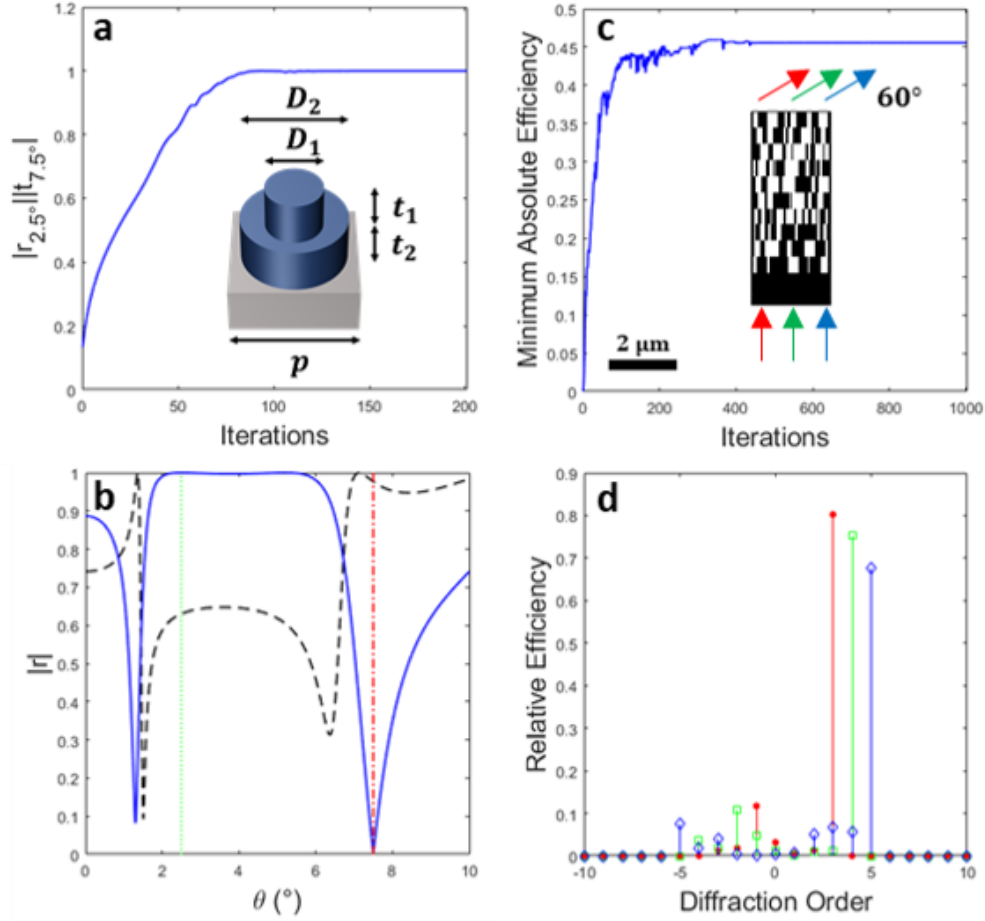 a
1.2
1
0.8
0.6
0.4
0.2
0
|r2.5°||t7.5°|
D2
D1
t1
t2
p
0 50 100 150 200
Iterations
c
0.45
0.4
0.35
0.3
0.25
0.2
0.15
0.1
0.05
0
Minimum Absolute Efficiency
60°
2 μm
0 200 400 600 800 1000
Iterations
b
1
0.9
0.8
0.7
0.6
0.5
0.4
0.3
0.2
0.1
0
|r|
0 2 4 6 8 10
θ (°)
d
0.9
0.8
0.7
0.6
0.5
0.4
0.3
0.2
0.1
0
Relative Efficiency
-10 -5 0 5 10
Diffraction Order